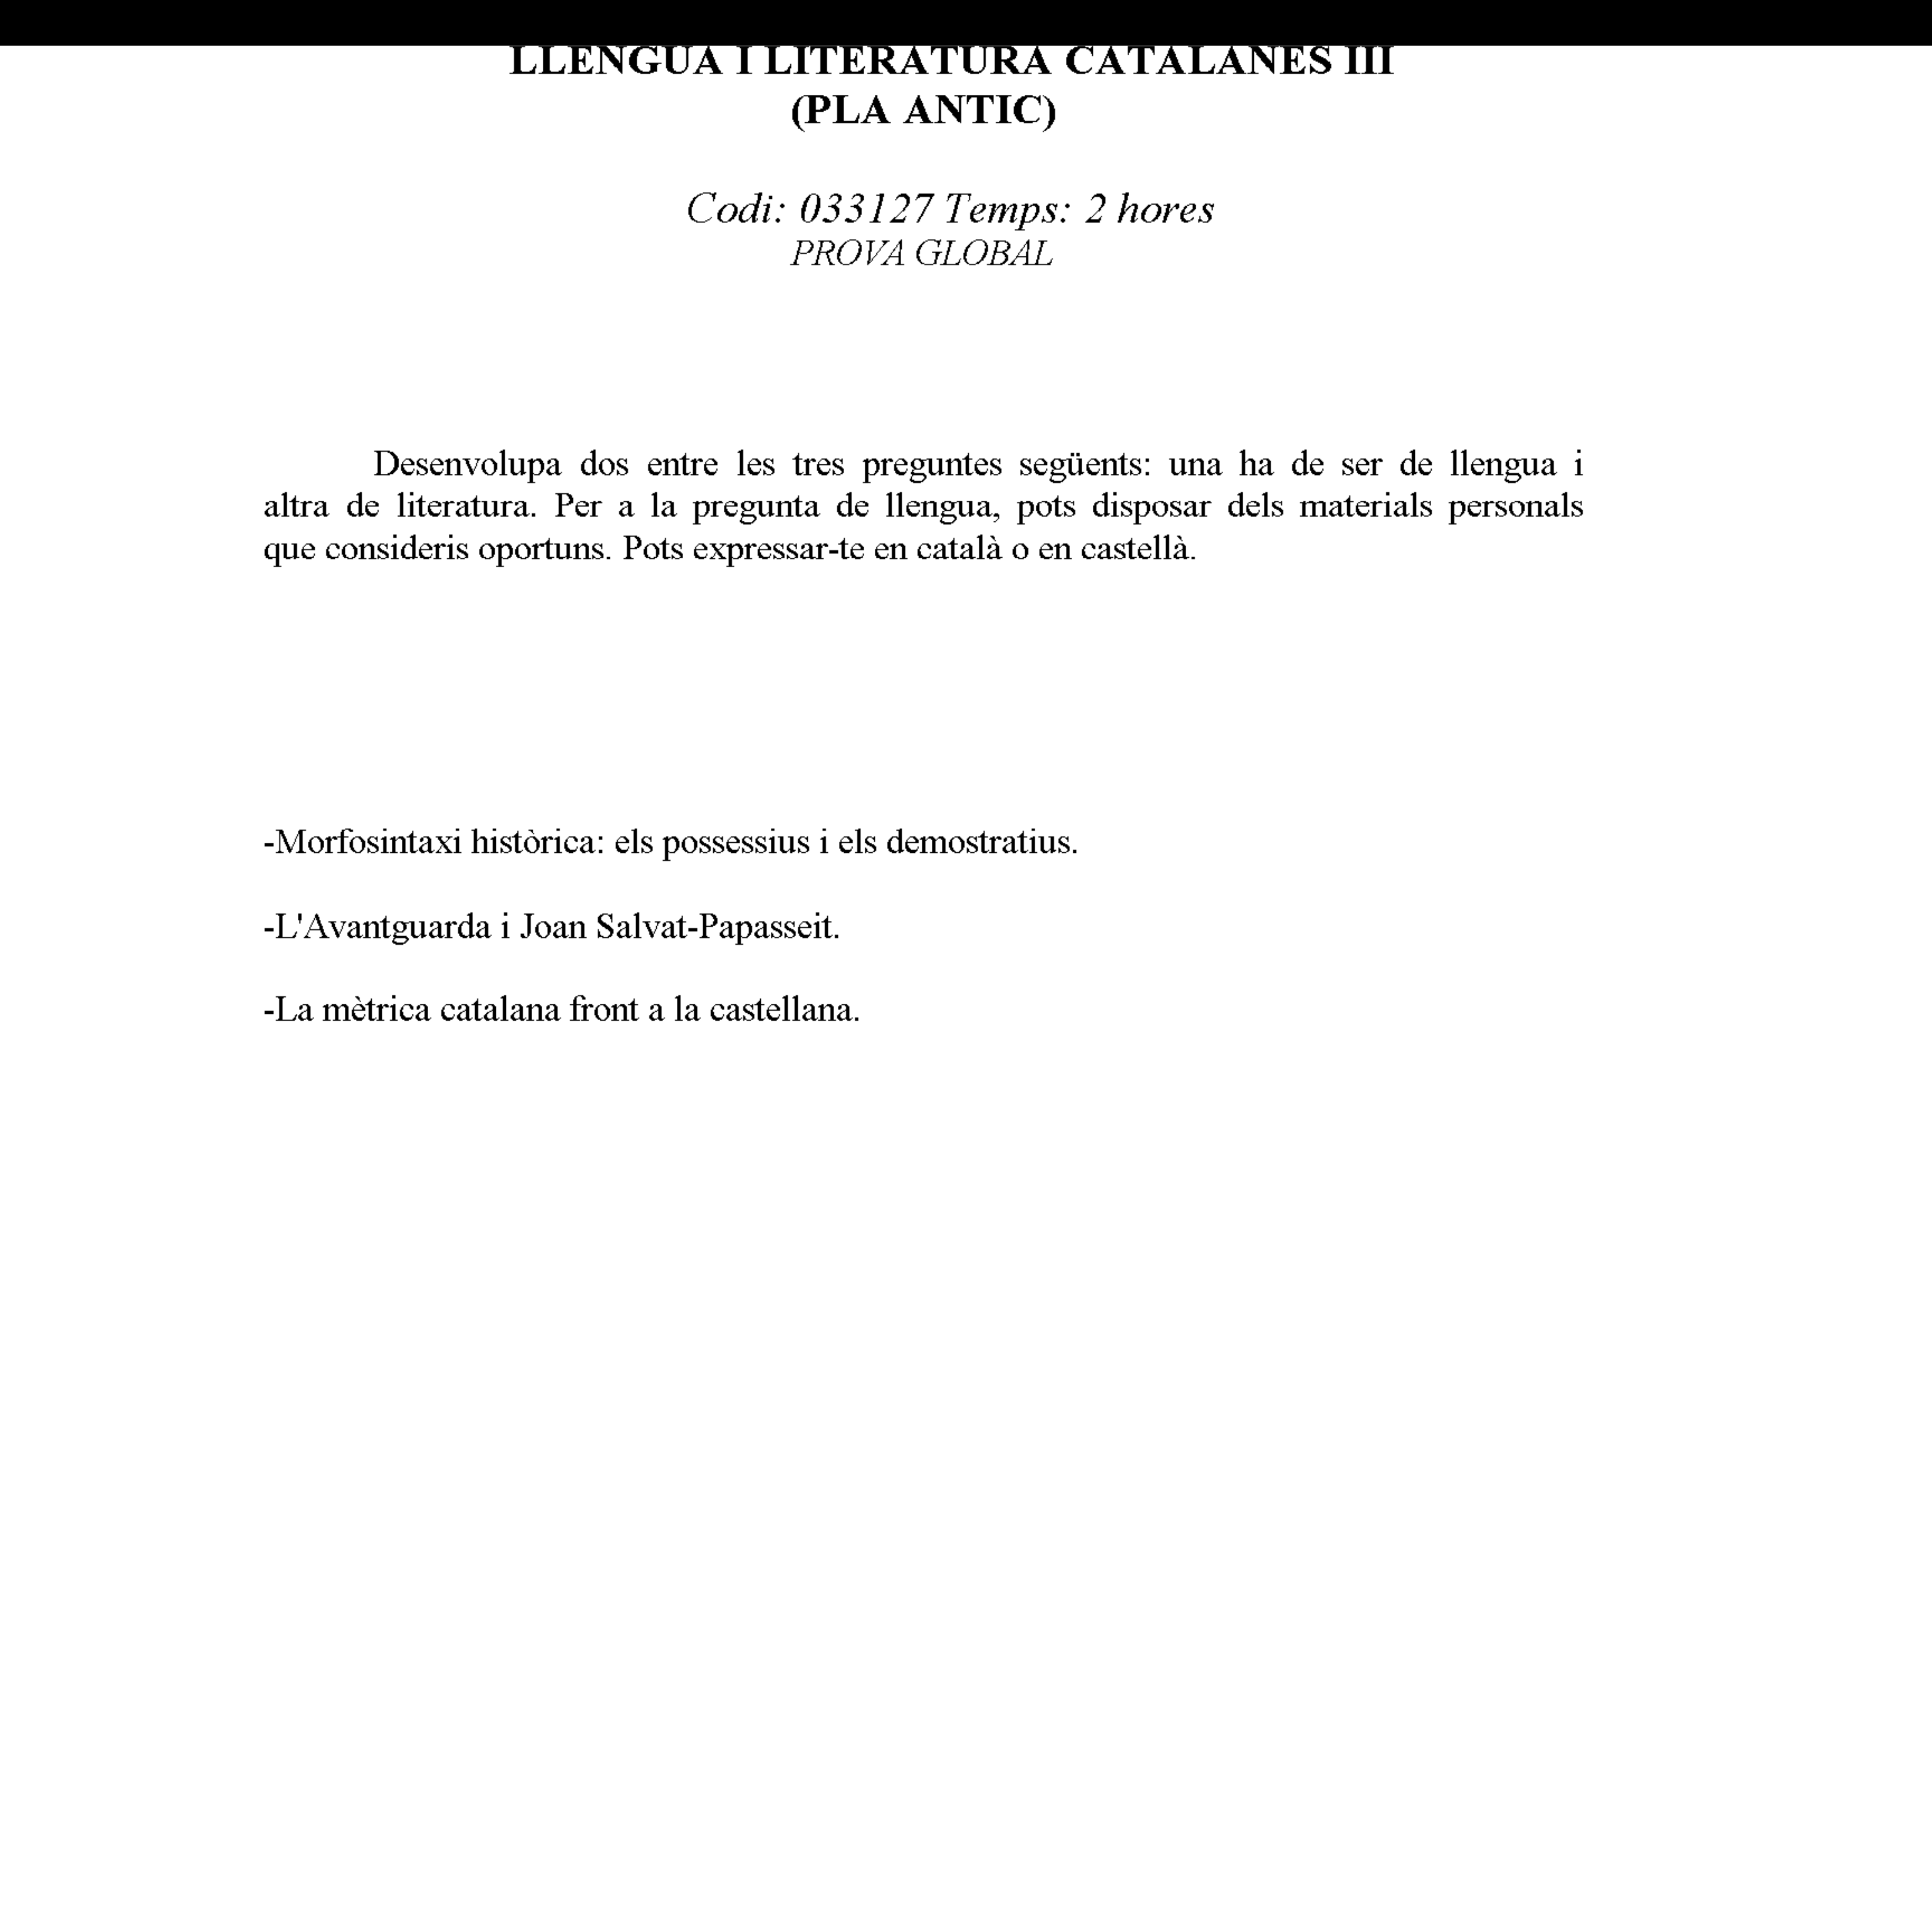 LLENGUA I LITERATURA CATALANES III
(PLA ANTIC)
Codi: 033127 Temps: 2 hores
PROVA GLOBAL
Desenvolupa dos entre les tres preguntes següents: una ha de ser de llengua i
altra de literatura. Per a la pregunta de llengua, pots disposar dels materials personals
que consideris oportuns. Pots expressar-te en català o en castellà.
-Morfosintaxi històrica: els possessius i els demostratius.
-L'Avantguarda i Joan Salvat-Papasseit.
-La mètrica catalana front a la castellana.